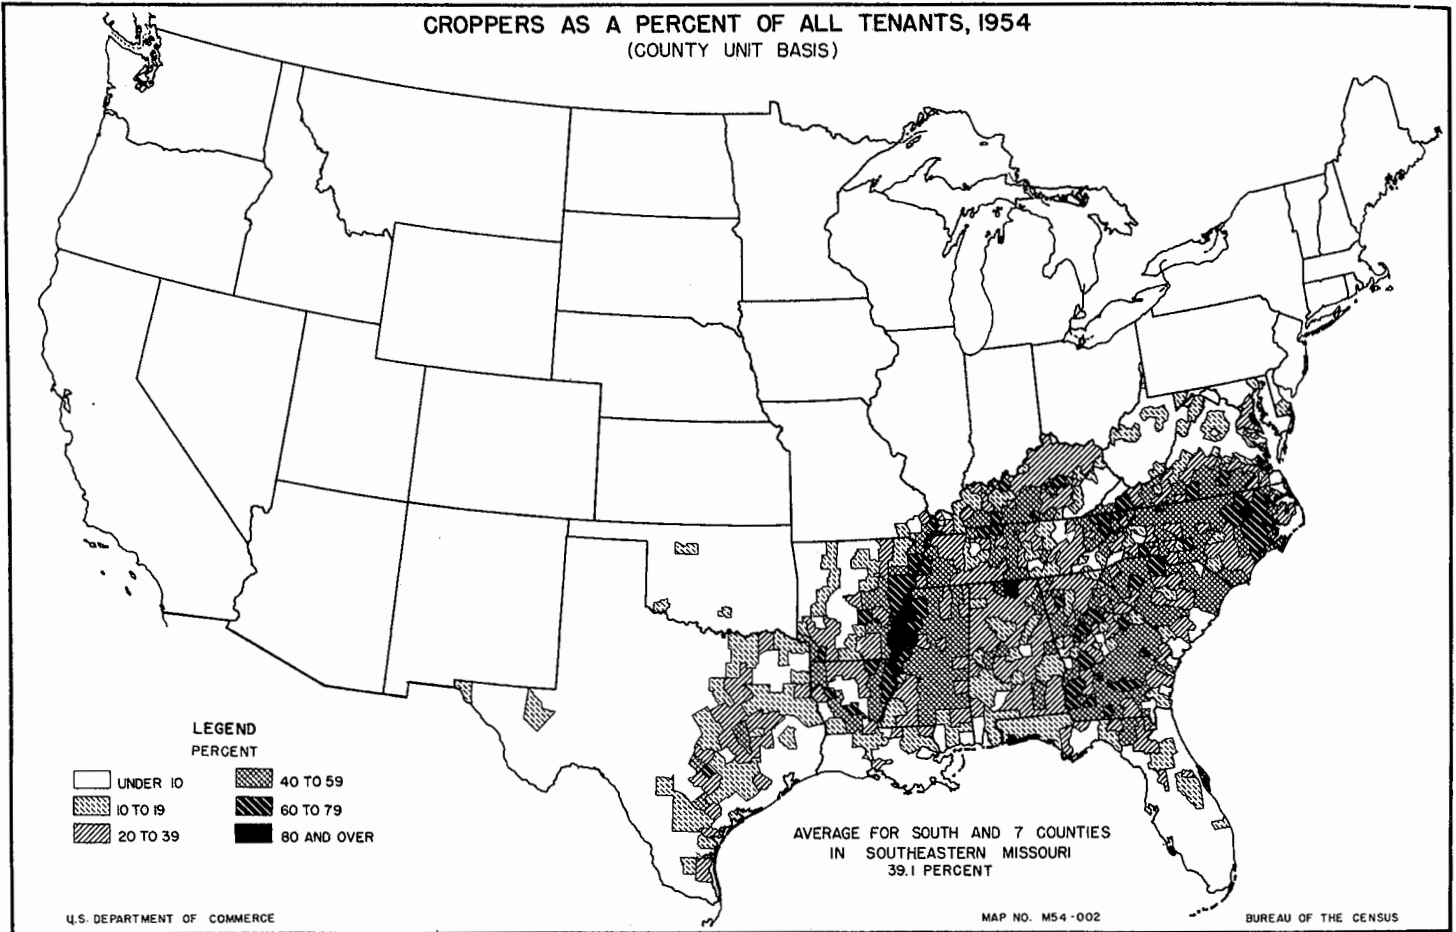 CROPPERS AS A PERCENT OF ALL TENANTS, 1954
(COUNTY UNIT BASIS)
LEGEND
PERCENT
UNDER 10
10 TO 19
20 TO 39
40 TO 59
60 TO 79
80 AND OVER
AVERAGE FOR SOUTH AND 7 COUNTIES
IN SOUTHEASTERN MISSOURI
39.1 PERCENT
U.S. DEPARTMENT OF COMMERCE
MAP NO. M54-002
BUREAU OF THE CENSUS